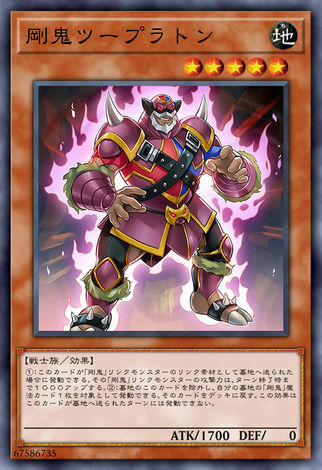 剛鬼ツープラトン
地
【戦士族／効果】
①:このカードが「剛鬼」リンクモンスターのリンク素材として墓地へ送られた
場合に発動できる。その「剛鬼」リンクモンスターの攻撃力は、ターン終了時ま
で１０００アップする。②:墓地のこのカードを除外し、自分の墓地の「剛鬼」魔
法カード１枚を対象として発動できる。そのカードをデッキに戻す。この効果は
このカードが墓地へ送られたターンには発動できない。
ATK/1700 DEF/ 0
67586735